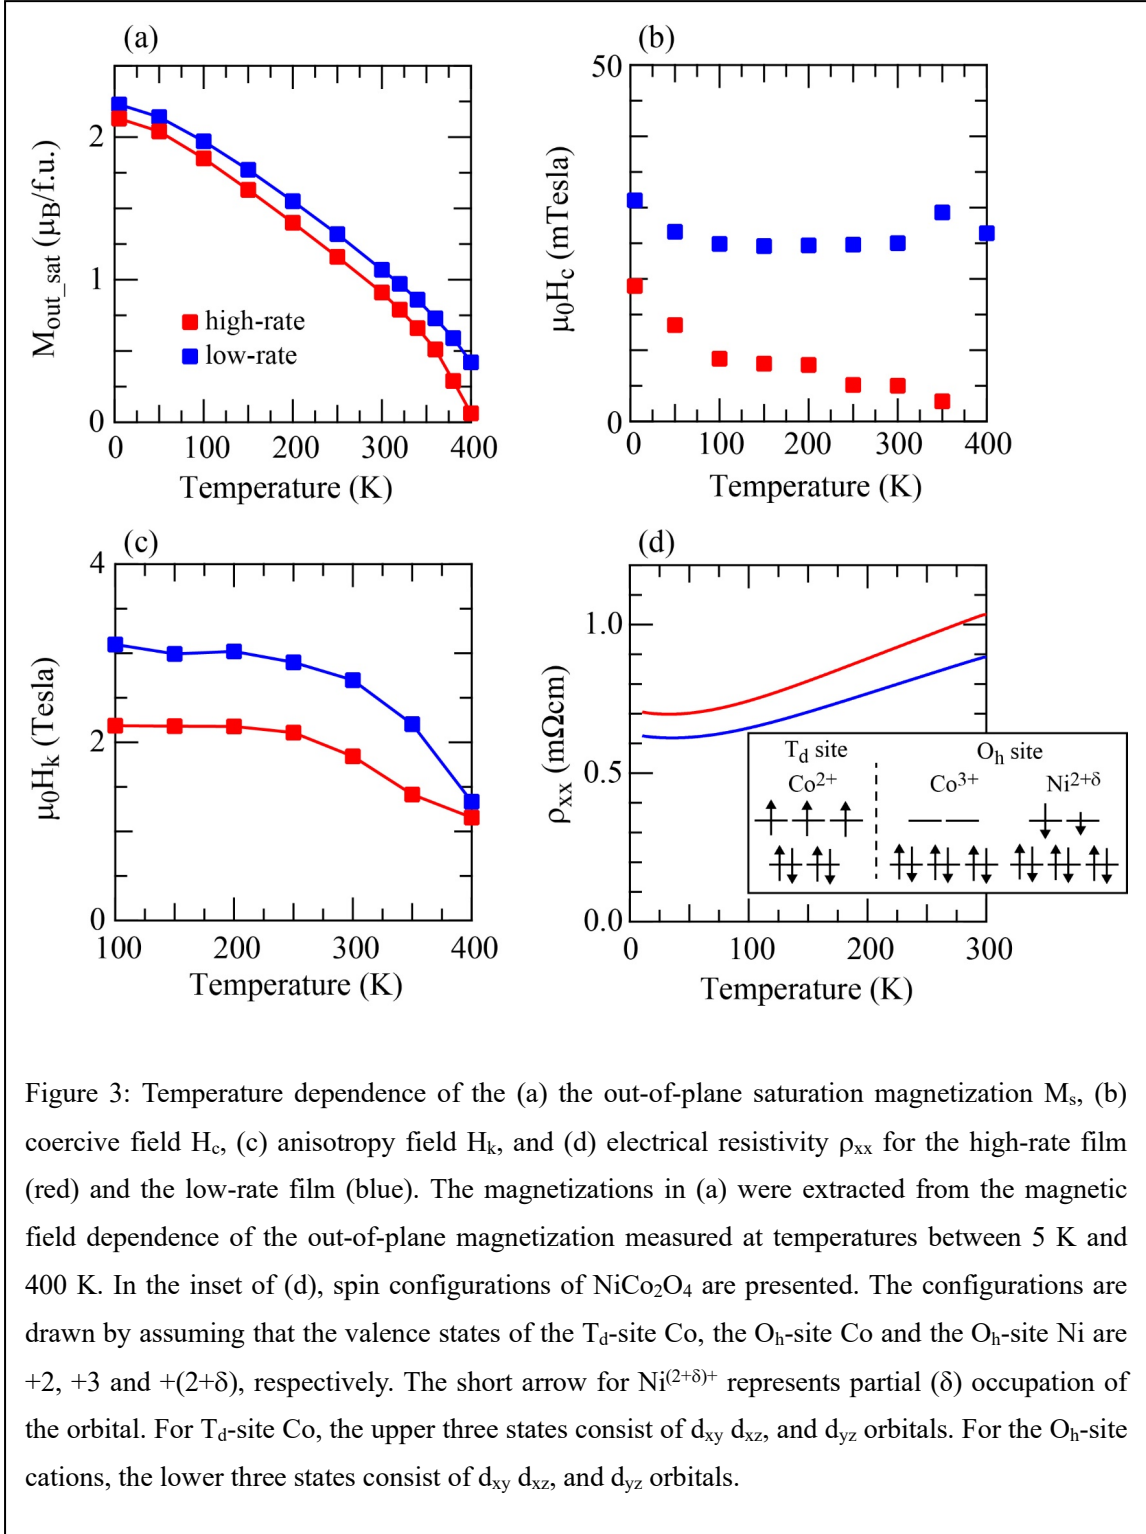 (a)
2
1
0
M_out_sat (μB/f.u.)
high-rate
low-rate
0 100 200 300 400
Temperature (K)
(b)
50
0
μ0Hc (mTesla)
0 100 200 300 400
Temperature (K)
(c)
4
2
0
μ0Hk (Tesla)
100 200 300 400
Temperature (K)
(d)
1.0
0.5
0.0
ρxx (mΩcm)
Td site Oh site
Co2+ Co3+ Ni2+δ
0 100 200 300
Temperature (K)
Figure 3: Temperature dependence of the (a) the out-of-plane saturation magnetization Ms, (b)
coercive field Hc, (c) anisotropy field Hk, and (d) electrical resistivity ρxx for the high-rate film
(red) and the low-rate film (blue). The magnetizations in (a) were extracted from the magnetic
field dependence of the out-of-plane magnetization measured at temperatures between 5 K and
400 K. In the inset of (d), spin configurations of NiCo2O4 are presented. The configurations are
drawn by assuming that the valence states of the Td-site Co, the Oh-site Co and the Oh-site Ni are
+2, +3 and +(2+δ), respectively. The short arrow for Ni(2+δ)+ represents partial (δ) occupation of
the orbital. For Td-site Co, the upper three states consist of dxy dxz, and dyz orbitals. For the Oh-site
cations, the lower three states consist of dxy dxz, and dyz orbitals.